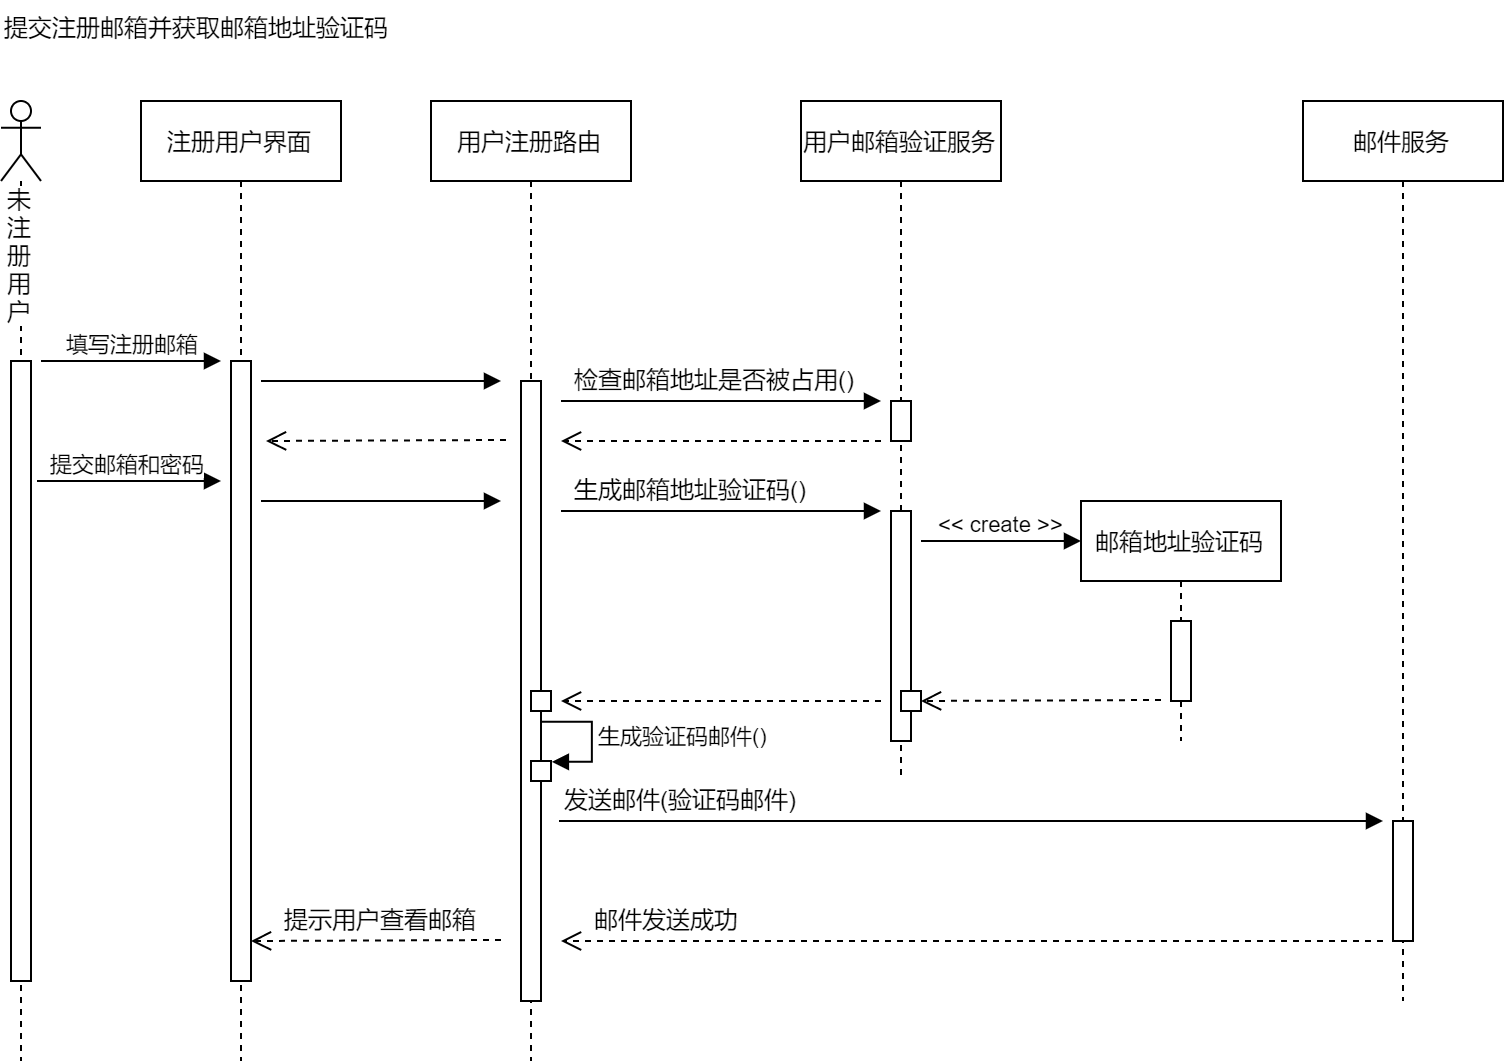 提交注册邮箱并获取邮箱地址验证码
注册用户界面
用户注册路由
用户邮箱验证服务
邮件服务
未
注
册
用
户
填写注册邮箱
检查邮箱地址是否被占用()
提交邮箱和密码
生成邮箱地址验证码()
<< create >>
邮箱地址验证码
生成验证码邮件()
发送邮件(验证码邮件)
提示用户查看邮箱
邮件发送成功